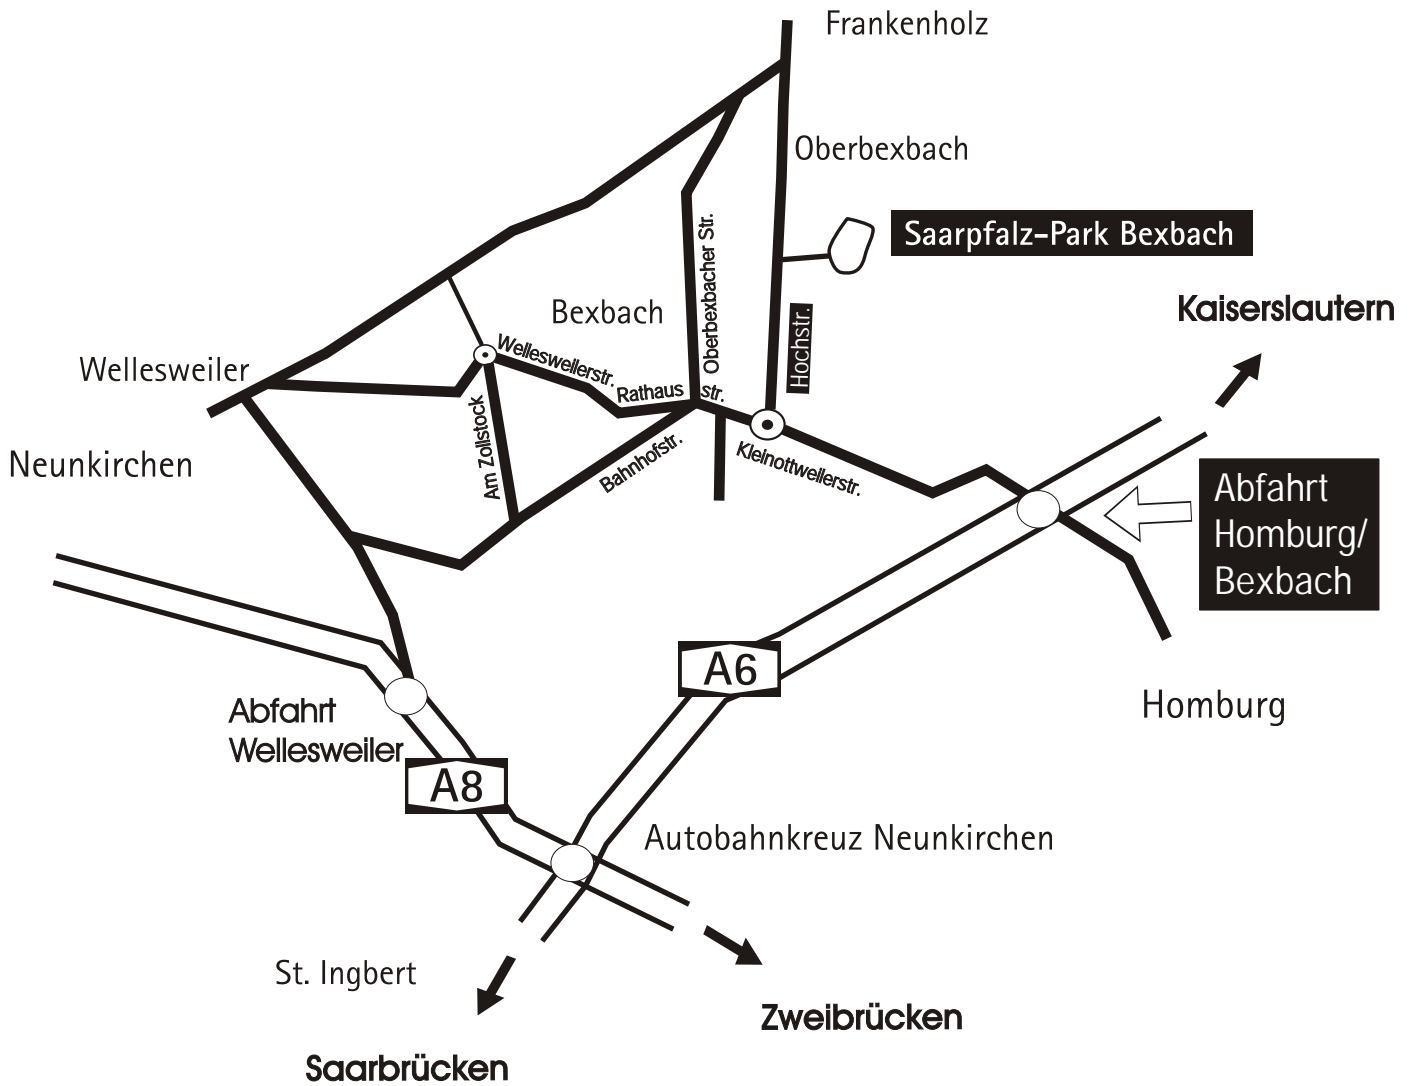 Frankenholz
Oberbexbach
Saarpfalz-Park Bexbach
Oberbexbacher Str.
Kaiserslautern
Bexbach
Hochstr.
Wellesweilerstr.
Wellesweiler
Rathaus str.
Am Zollstock
Bahnhofstr.
Kleinottweilerstr.
Neunkirchen
Abfahrt
Homburg/
Bexbach
A6
Homburg
Abfahrt
Wellesweiler
A8
Autobahnkreuz Neunkirchen
St. Ingbert
Zweibrücken
Saarbrücken